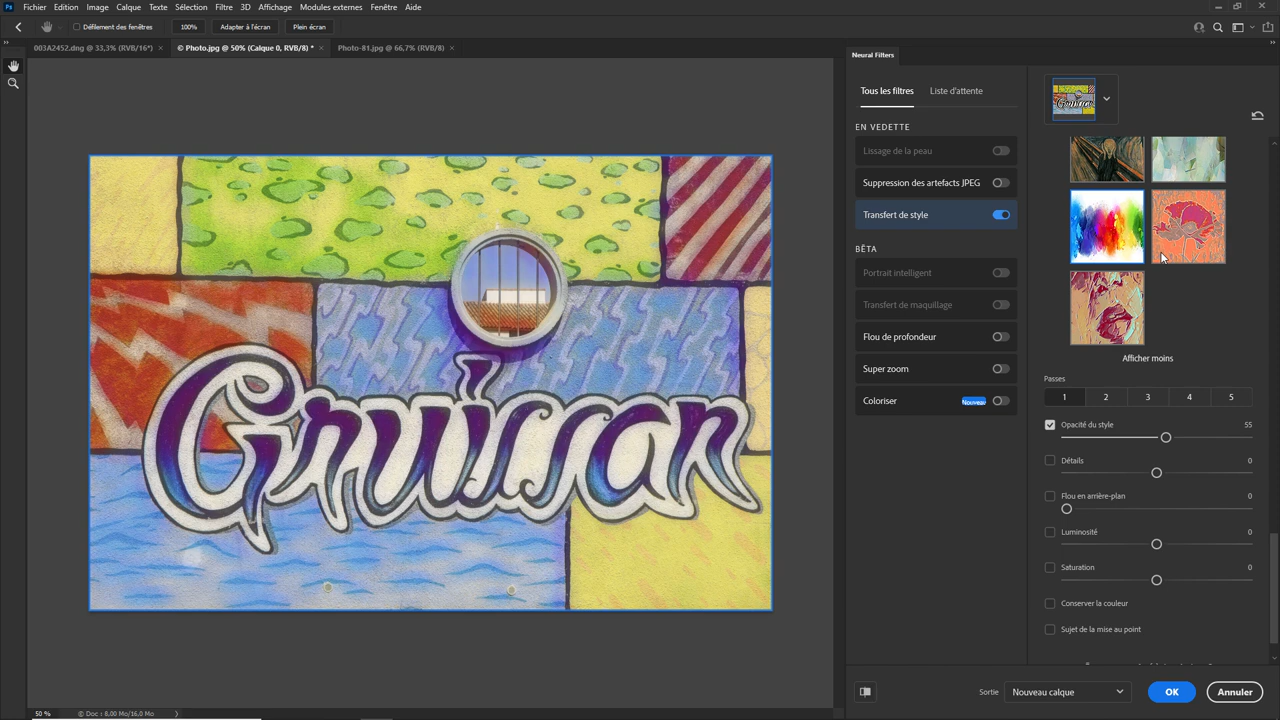 Ps Fichier Edition Image Calque Texte Sélection Filtre 3D Affichage Modules externes Fenêtre Aide
Défilement des fenêtres 100% Adapter à l'écran Plein écran
003A2452.dng @ 33,3% (RVB/16*) × © Photo.jpg @ 50% (Calque 0, RVB/8) * × Photo-81.jpg @ 66,7% (RVB/8) ×
Neural Filters
Tous les filtres Liste d'attente
EN VEDETTE
Lissage de la peau
Suppression des artefacts JPEG
Transfert de style
BÊTA
Portrait intelligent
Transfert de maquillage
Flou de profondeur
Super zoom
Coloriser Nouveau
Gruissan
Afficher moins
Passes
1 2 3 4 5
Opacité du style 55
Détails 0
Flou en arrière-plan 0
Luminosité 0
Saturation 0
Conserver la couleur
Sujet de la mise au point
Sortie Nouveau calque OK Annuler
50 % © Doc : 8,00 Mo/16,0 Mo